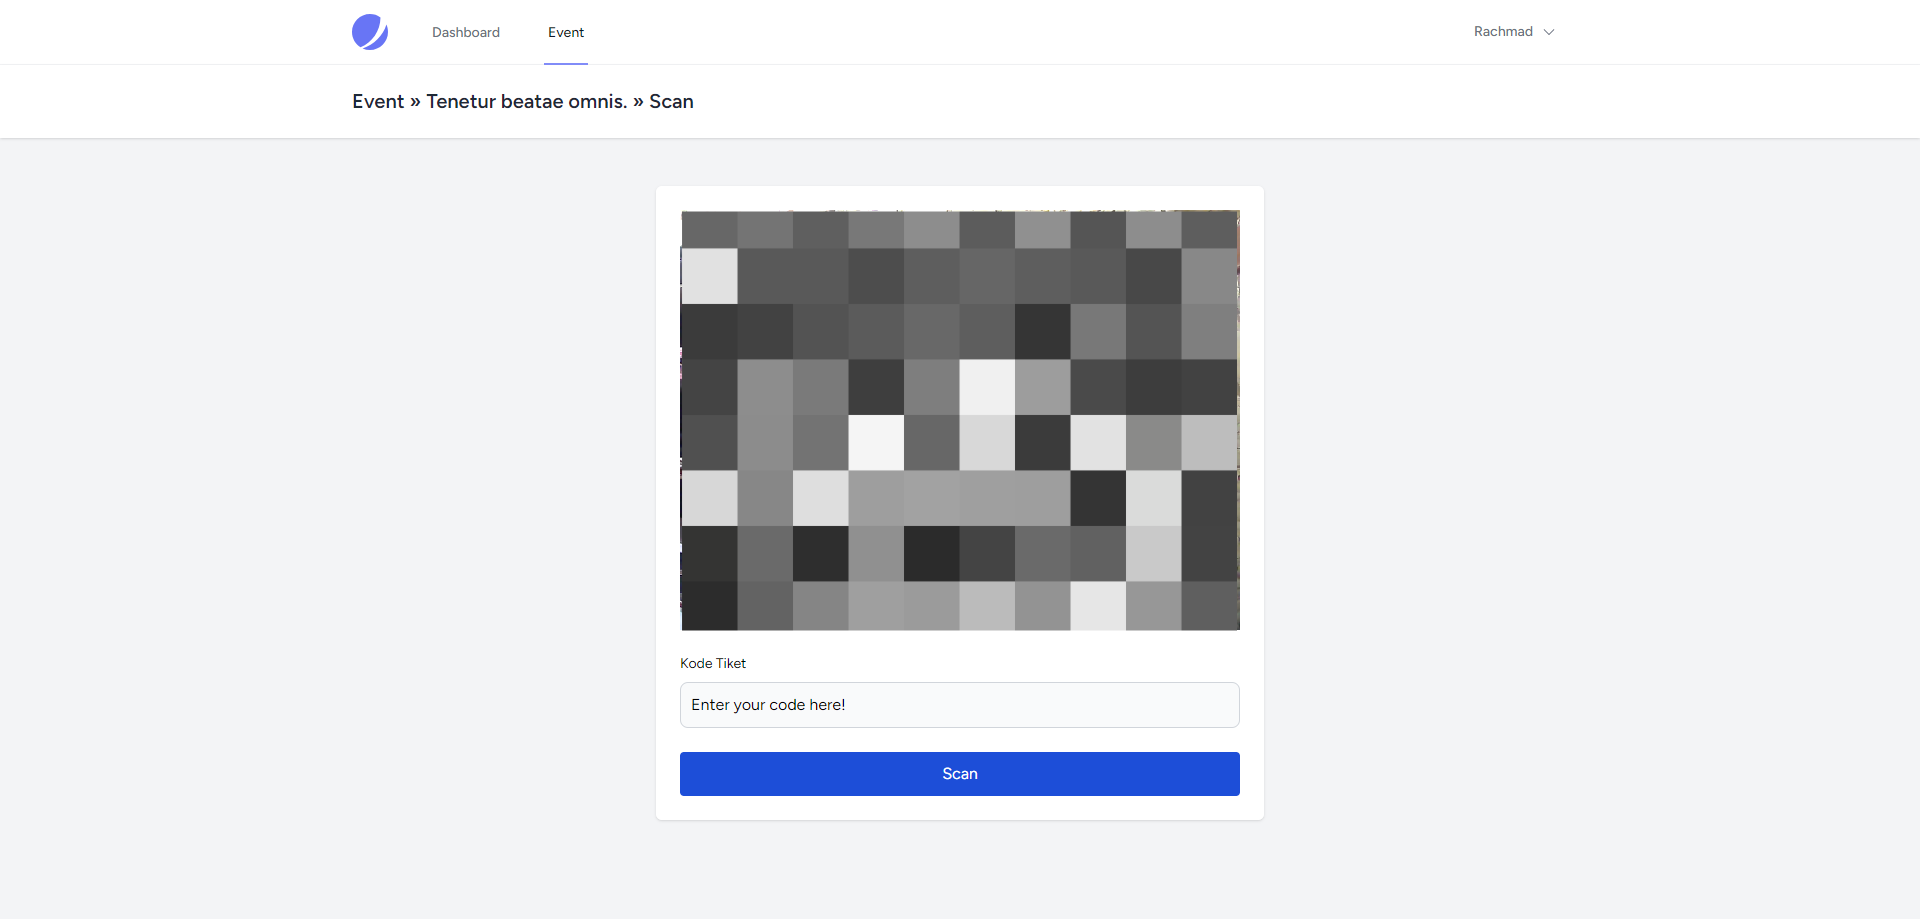 Dashboard
Event
Rachmad
Event » Tenetur beatae omnis. » Scan
Kode Tiket
Enter your code here!
Scan